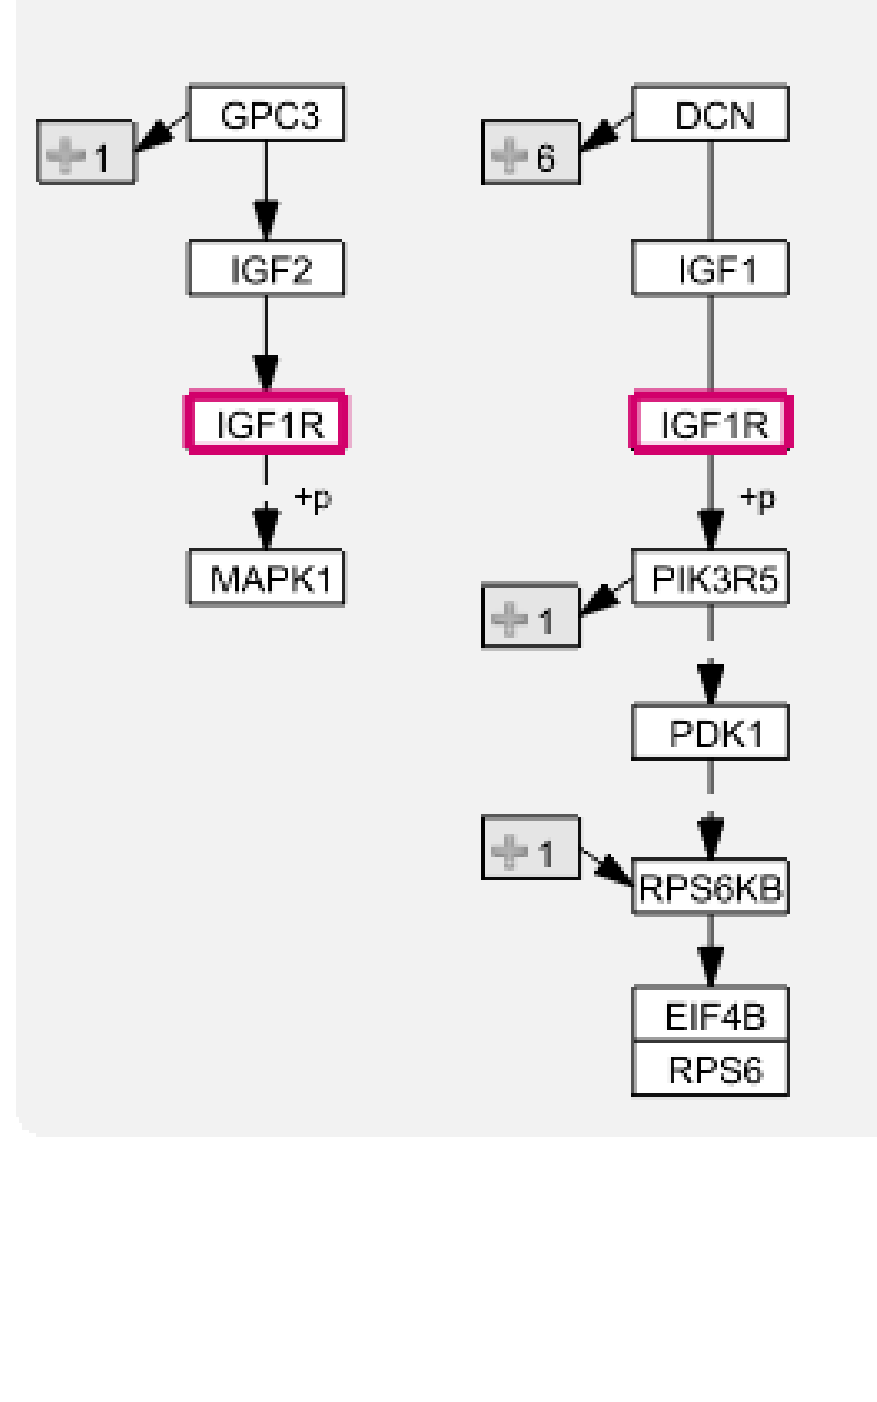 GPC3
+ 1
IGF2
IGF1R
+p
MAPK1
DCN
+ 6
IGF1
IGF1R
+p
PIK3R5
+ 1
PDK1
+ 1
RPS6KB
EIF4B
RPS6